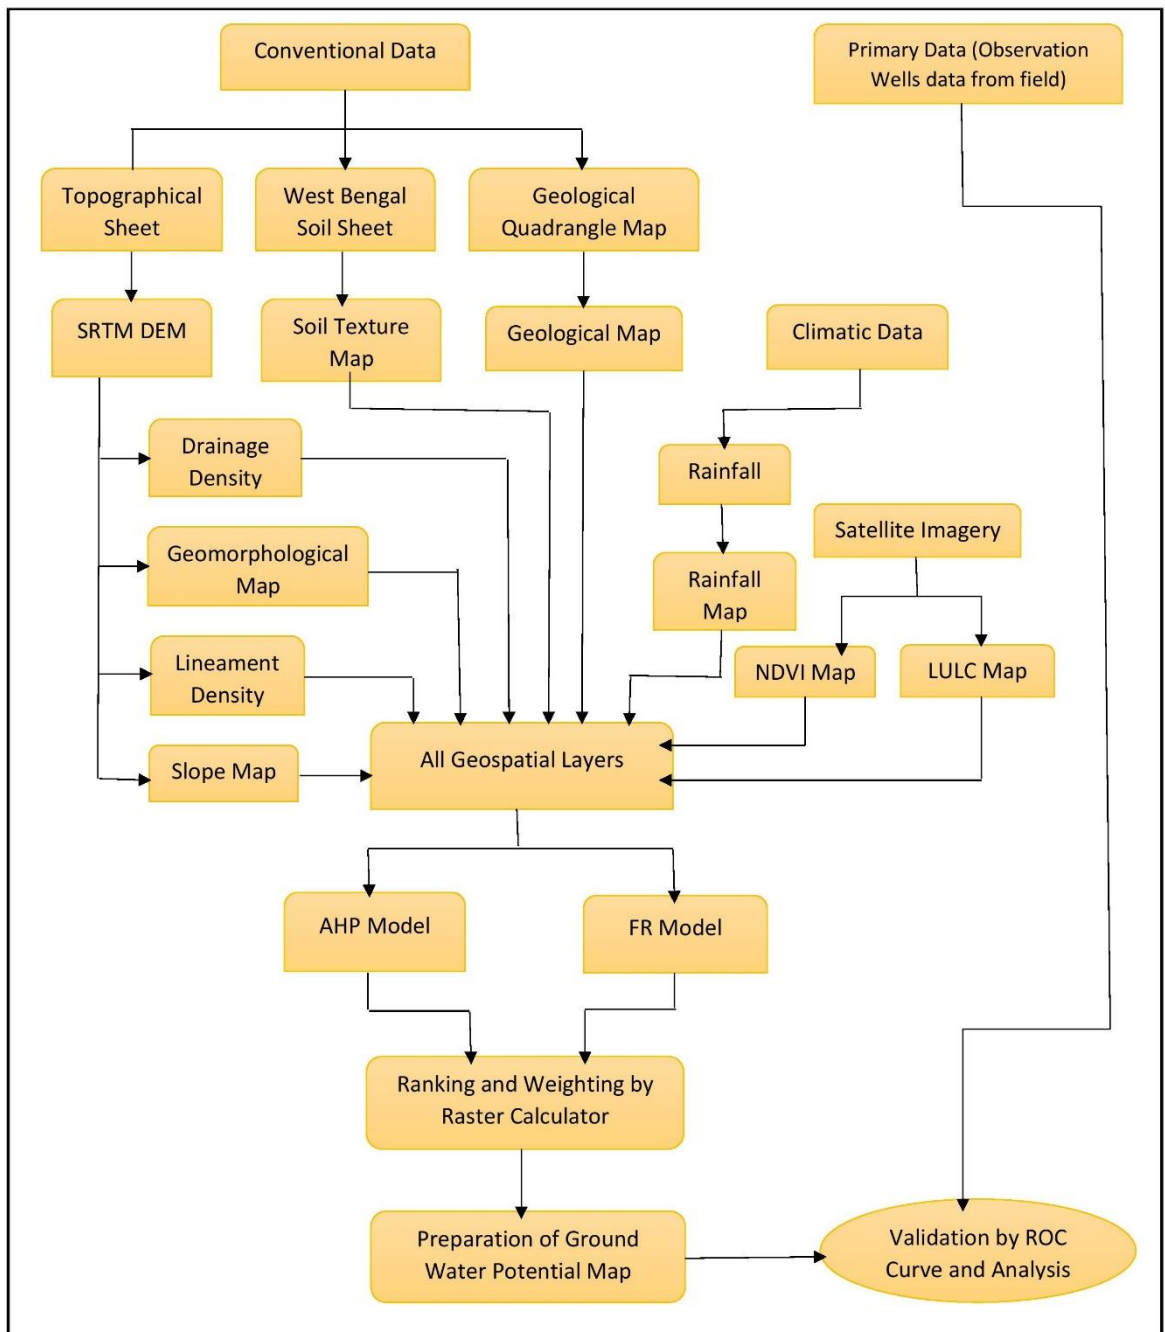 Conventional Data
Primary Data (Observation
Wells data from field)
Topographical
Sheet
West Bengal
Soil Sheet
Geological
Quadrangle Map
SRTM DEM
Soil Texture
Map
Geological Map
Climatic Data
Drainage
Density
Rainfall
Satellite Imagery
Geomorphological
Map
Rainfall
Map
Lineament
Density
NDVI Map
LULC Map
Slope Map
All Geospatial Layers
AHP Model
FR Model
Ranking and Weighting by
Raster Calculator
Preparation of Ground
Water Potential Map
Validation by ROC
Curve and Analysis